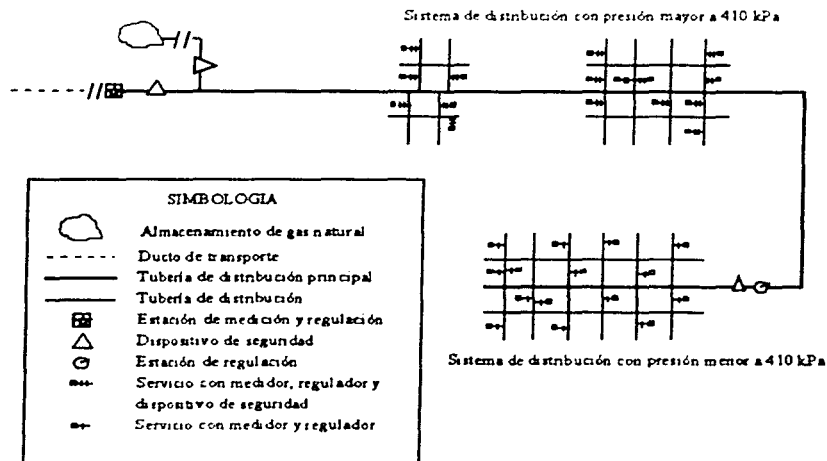 Sistema de distribución con presión mayor a 410 kPa
SIMBOLOGIA
Almacenamiento de gas natural
Ducto de transporte
Tubería de distribución principal
Tubería de distribución
Estación de medición y regulación
Dispositivo de seguridad
Estación de regulación
Servicio con medidor, regulador y
dispositivo de seguridad
Servicio con medidor y regulador
Sistema de distribución con presión menor a 410 kPa